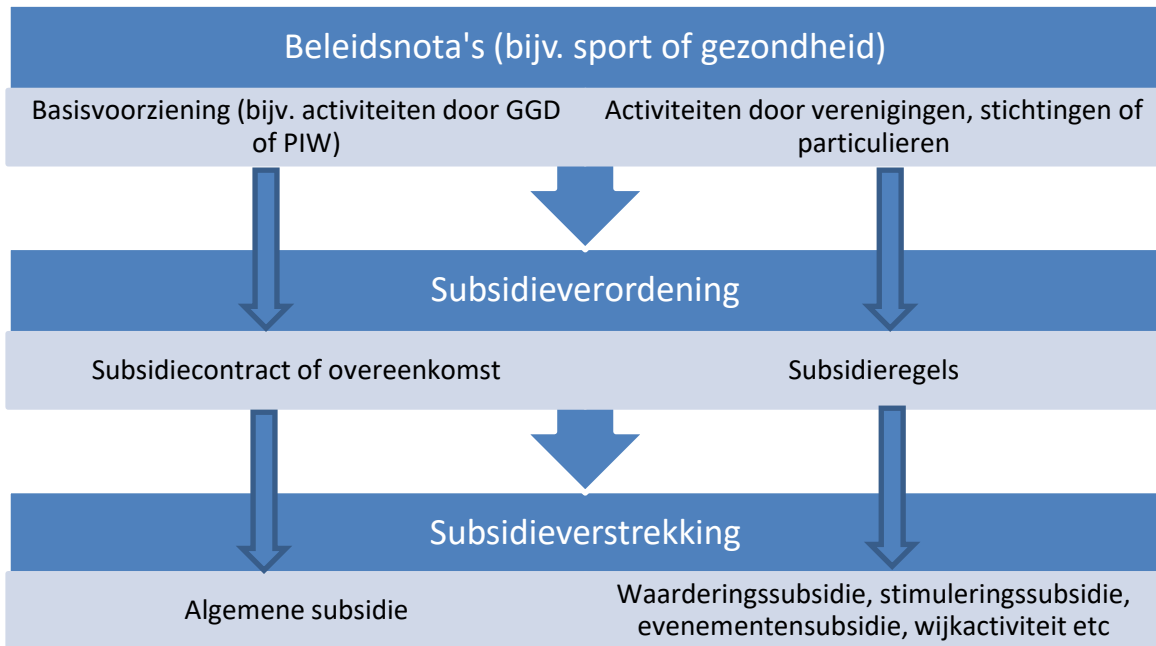 Beleidsnota's (bijv. sport of gezondheid)
Basisvoorziening (bijv. activiteiten door GGD
of PIW)
Activiteiten door verenigingen, stichtingen of
particulieren
Subsidieverordening
Subsidiecontract of overeenkomst
Subsidieregels
Subsidieverstrekking
Algemene subsidie
Waarderingssubsidie, stimuleringssubsidie,
evenementensubsidie, wijkactiviteit etc